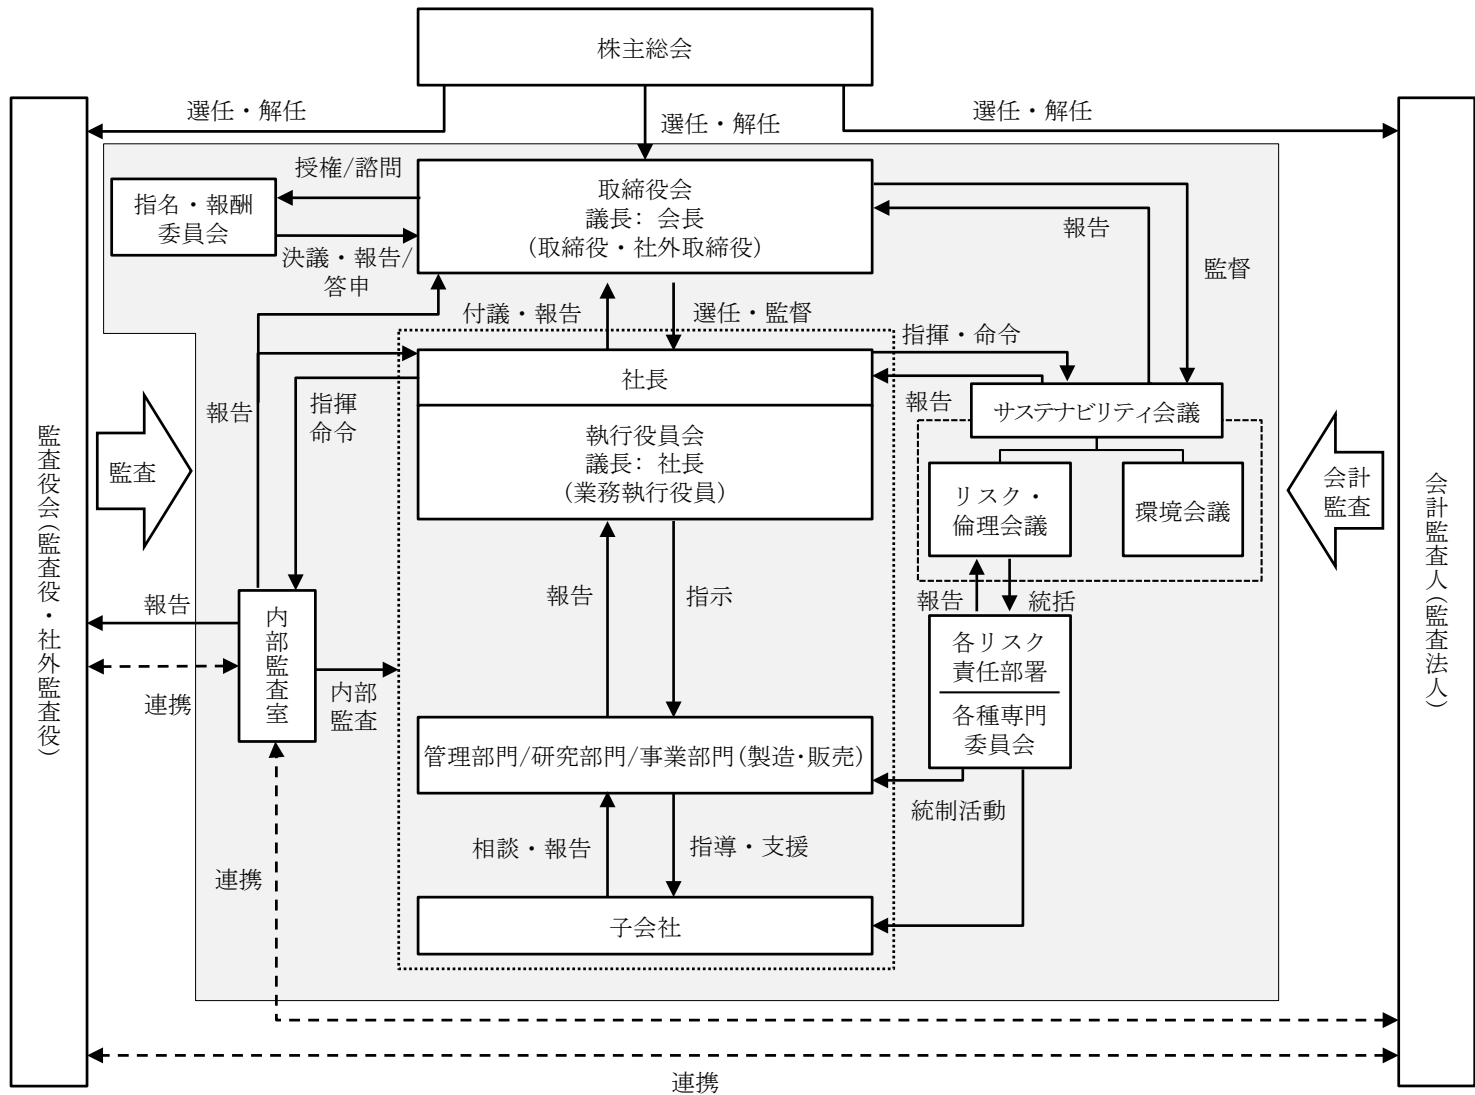 株主総会
選任・解任
選任・解任
選任・解任
授権/諮問
指名・報酬
委員会
取締役会
議長：会長
(取締役・社外取締役)
決議・報告/
答申
報告
監督
付議・報告
選任・監督
指揮・命令
社長
報告
指揮
命令
報告
サステナビリティ会議
執行役員会
議長：社長
(業務執行役員)
リスク・
倫理会議
環境会議
監査
会計
監査
監査役会(監査役・社外監査役)
会計監査人(監査法人)
報告
内部監査室
連携
内部
監査
報告
指示
報告
統括
各リスク
責任部署
各種専門
委員会
管理部門/研究部門/事業部門(製造・販売)
統制活動
相談・報告
指導・支援
連携
子会社
連携